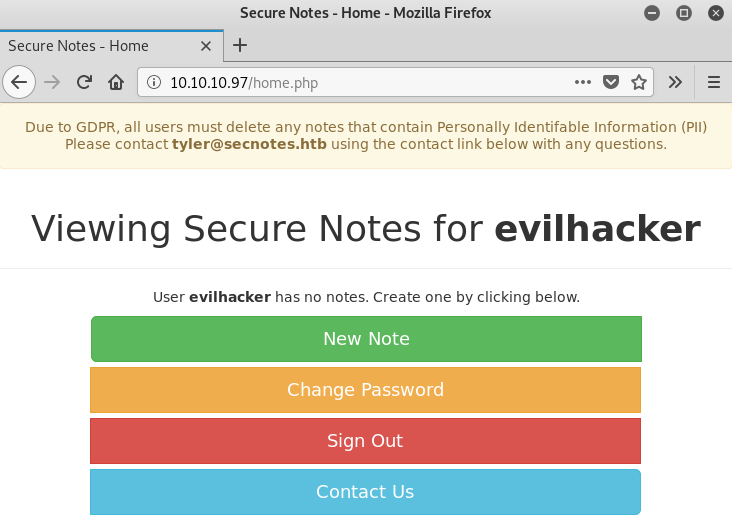 Secure Notes - Home - Mozilla Firefox
Secure Notes - Home
10.10.10.97/home.php
Due to GDPR, all users must delete any notes that contain Personally Identifable Information (PII)
Please contact tyler@secnotes.htb using the contact link below with any questions.
Viewing Secure Notes for evilhacker
User evilhacker has no notes. Create one by clicking below.
New Note
Change Password
Sign Out
Contact Us